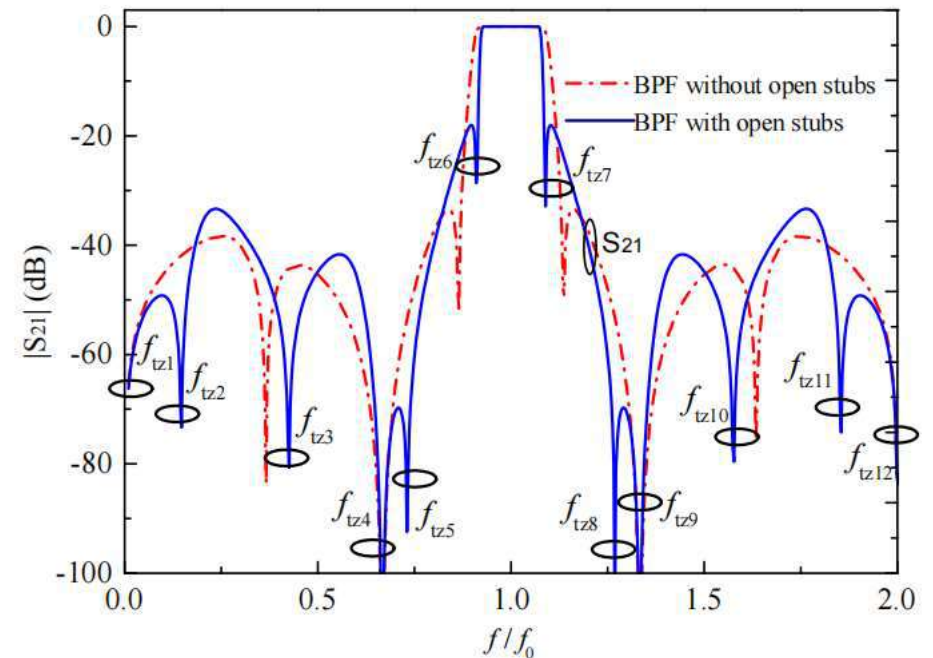 |S21| (dB)
0
-20
-40
-60
-80
-100
BPF without open stubs
BPF with open stubs
ftz6
ftz7
S21
ftz1
ftz2
ftz3
ftz4
ftz5
ftz8
ftz9
ftz10
ftz11
ftz12
0.0
0.5
1.0
1.5
2.0
f / f0